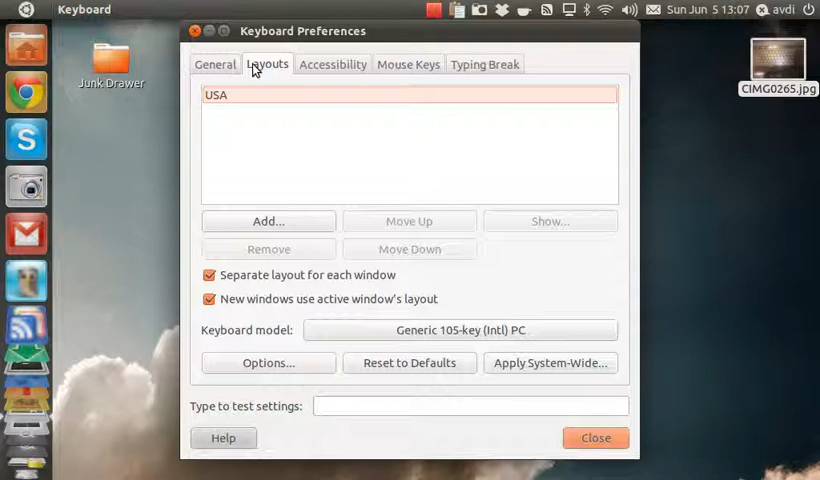 Keyboard
Sun Jun 5 13:07
avdi
Keyboard Preferences
Junk Drawer
CIMG0265.jpg
General
Layouts
Accessibility
Mouse Keys
Typing Break
USA
Add...
Move Up
Show...
Remove
Move Down
Separate layout for each window
New windows use active window's layout
Keyboard model:
Generic 105-key (Intl) PC
Options...
Reset to Defaults
Apply System-Wide...
Type to test settings:
Help
Close